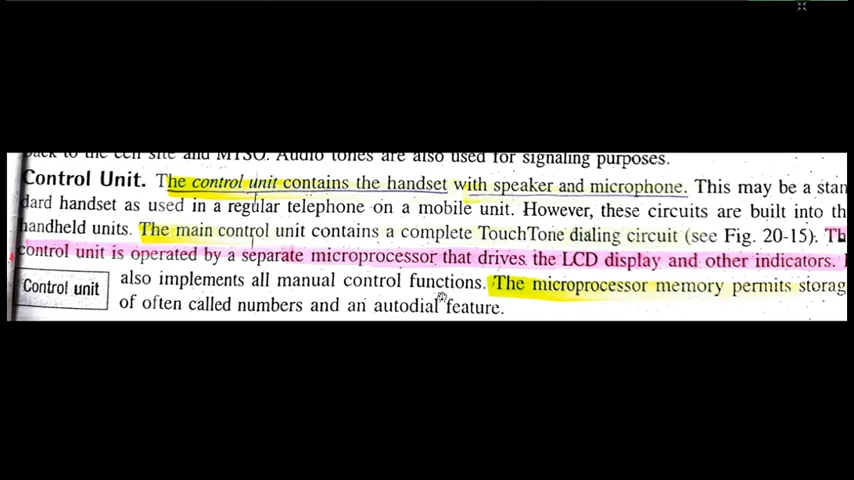 back to the cell site and MTSO. Audio tones are also used for signaling purposes.
Control Unit. The control unit contains the handset with speaker and microphone. This may be a stan
dard handset as used in a regular telephone on a mobile unit. However, these circuits are built into th
handheld units. The main control unit contains a complete TouchTone dialing circuit (see Fig. 20-15). Th
control unit is operated by a separate microprocessor that drives the LCD display and other indicators. I
also implements all manual control functions. The microprocessor memory permits storag
of often called numbers and an autodial feature.
Control unit